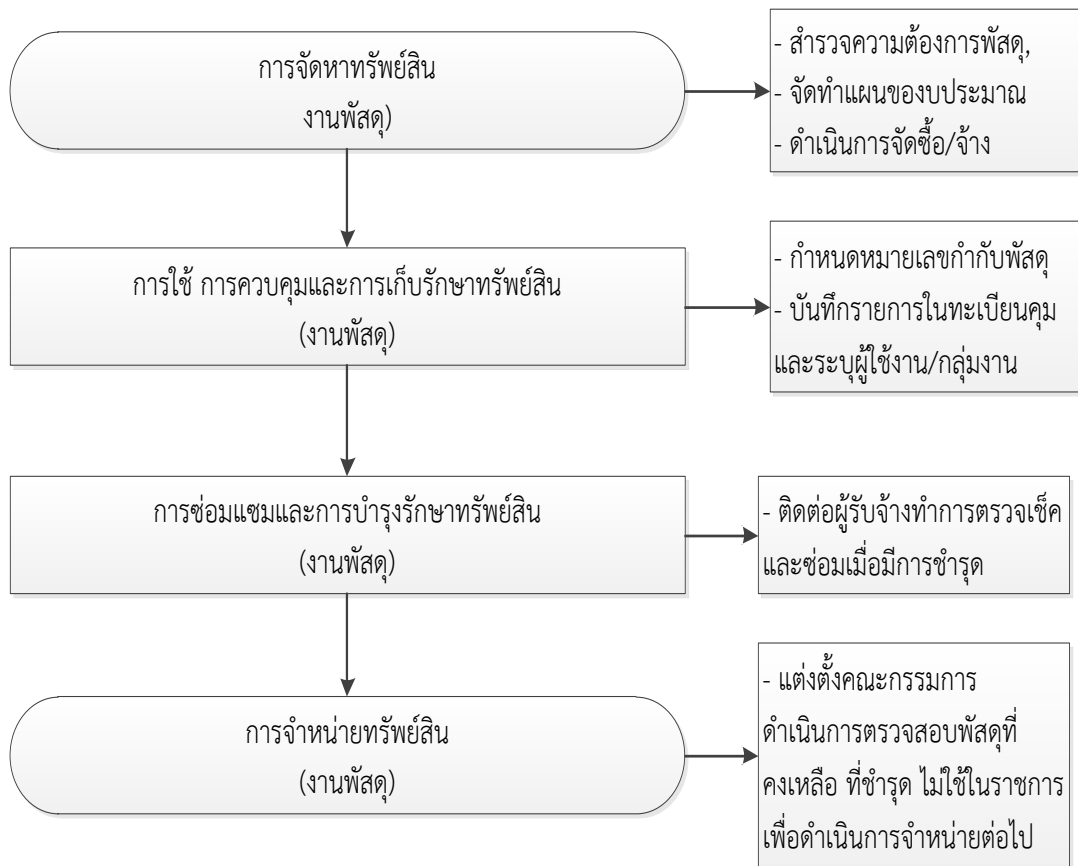 การจัดหาทรัพย์สิน
งานพัสดุ)
- สำรวจความต้องการพัสดุ,
- จัดทำแผนของบประมาณ
- ดำเนินการจัดซื้อ/จ้าง
การใช้ การควบคุมและการเก็บรักษาทรัพย์สิน
(งานพัสดุ)
- กำหนดหมายเลขกำกับพัสดุ
- บันทึกรายการในทะเบียนคุม
และระบุผู้ใช้งาน/กลุ่มงาน
การซ่อมแซมและการบำรุงรักษาทรัพย์สิน
(งานพัสดุ)
- ติดต่อผู้รับจ้างทำการตรวจเช็ค
และซ่อมเมื่อมีการชำรุด
การจำหน่ายทรัพย์สิน
(งานพัสดุ)
- แต่งตั้งคณะกรรมการ
ดำเนินการตรวจสอบพัสดุที่
คงเหลือ ที่ชำรุด ไม่ใช้ในราชการ
เพื่อดำเนินการจำหน่ายต่อไป